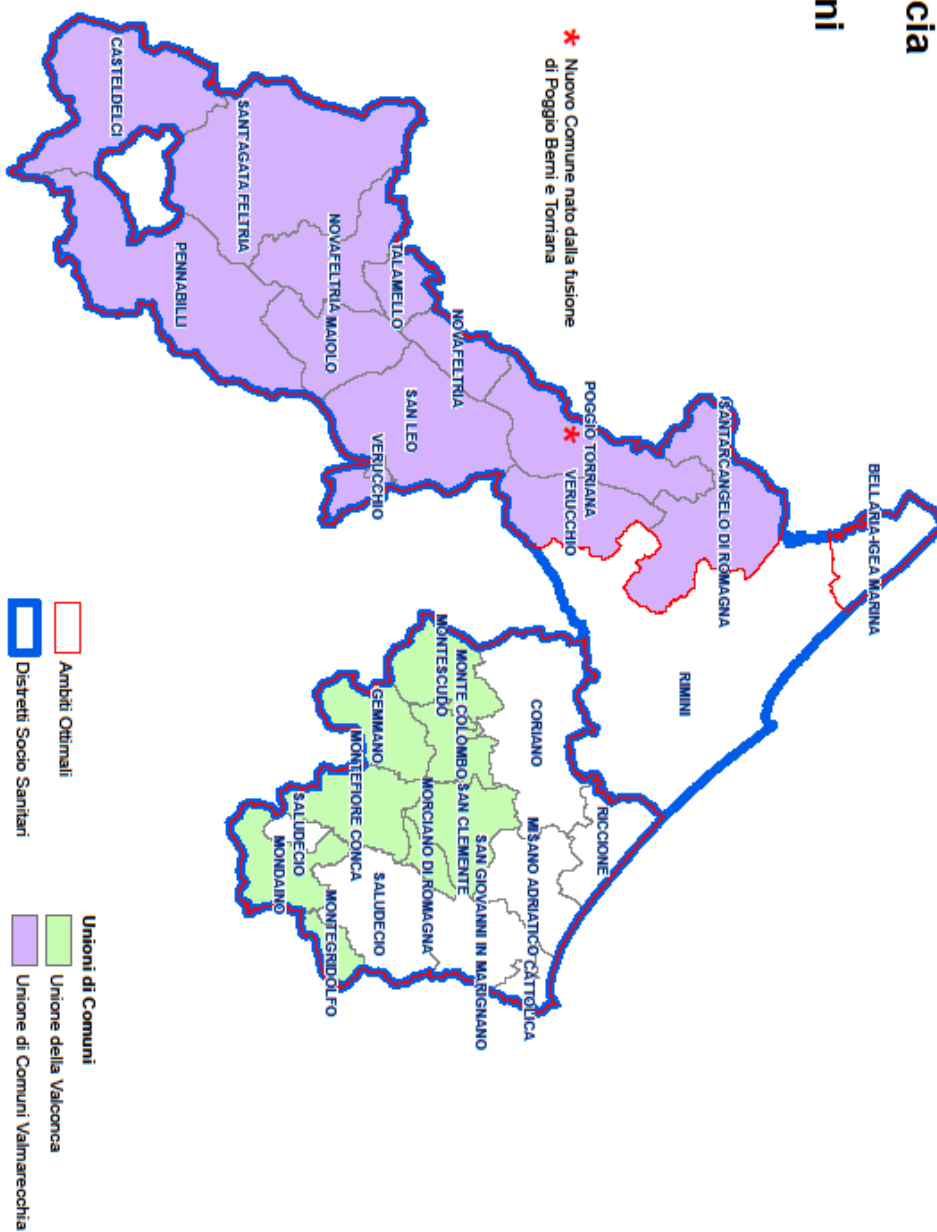 cia
ni
* Nuovo Comune nato dalla fusione
di Poggio Berni e Torriana
BELLARIA-IGEA MARINA
SANTARCANGELO DI ROMAGNA
RIMINI
POGGIO TORRIANA
*
VERUCCHIO
NOVAFELTRIA
TALAMELLO
SAN LEO
NOVAFELTRIA
MAIOLO
VERUCCHIO
SANT'AGATA FELTRIA
PENNABILLI
CASTELDELCI
RICCIONE
CORIANO
MISANO ADRIATICO
CATTOLICA
SAN GIOVANNI IN MARIGNANO
MONTE COLOMBO
SAN CLEMENTE
MONTESCUDO
MORCIANO DI ROMAGNA
GEMMANO
SALUDECIO
MONTEFIORE CONCA
MONTEGRIDOLFO
SALUDECIO
MONDAINO
Ambiti Ottimali
Distretti Socio Sanitari
Unioni di Comuni
Unione della Valconca
Unione di Comuni Valmarecchia